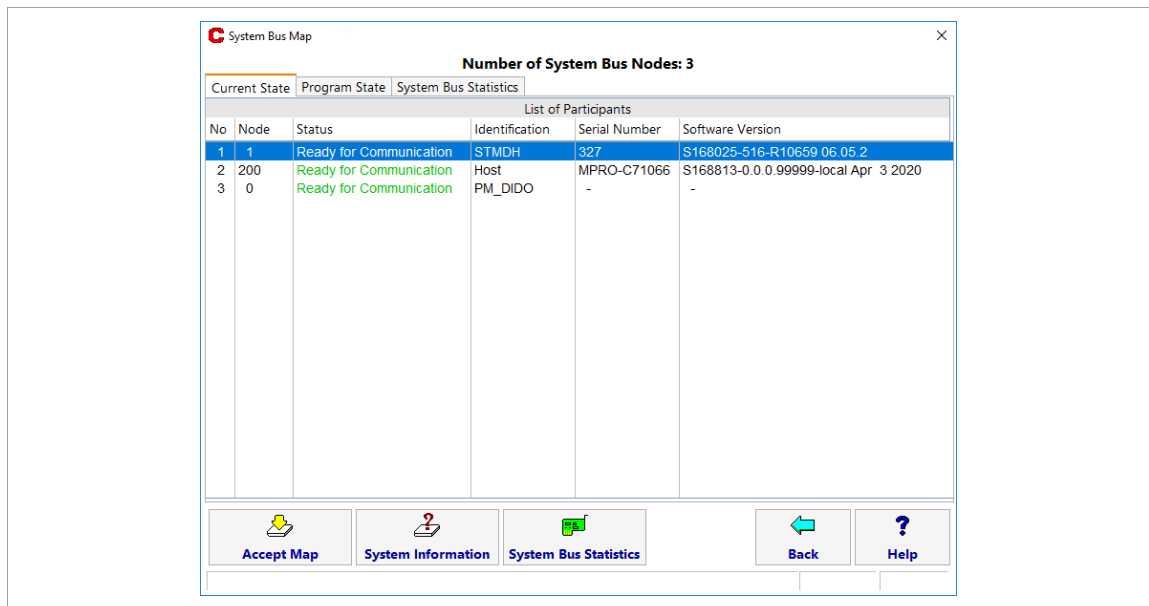 System Bus Map
Number of System Bus Nodes: 3
Current State Program State System Bus Statistics
List of Participants
No Node Status Identification Serial Number Software Version
1 1 Ready for Communication STMDH 327 S168025-516-R10659 06.05.2
2 200 Ready for Communication Host MPRO-C71066 S168813-0.0.0.99999-local Apr 3 2020
3 0 Ready for Communication PM_DIDO - -
Accept Map System Information System Bus Statistics Back Help